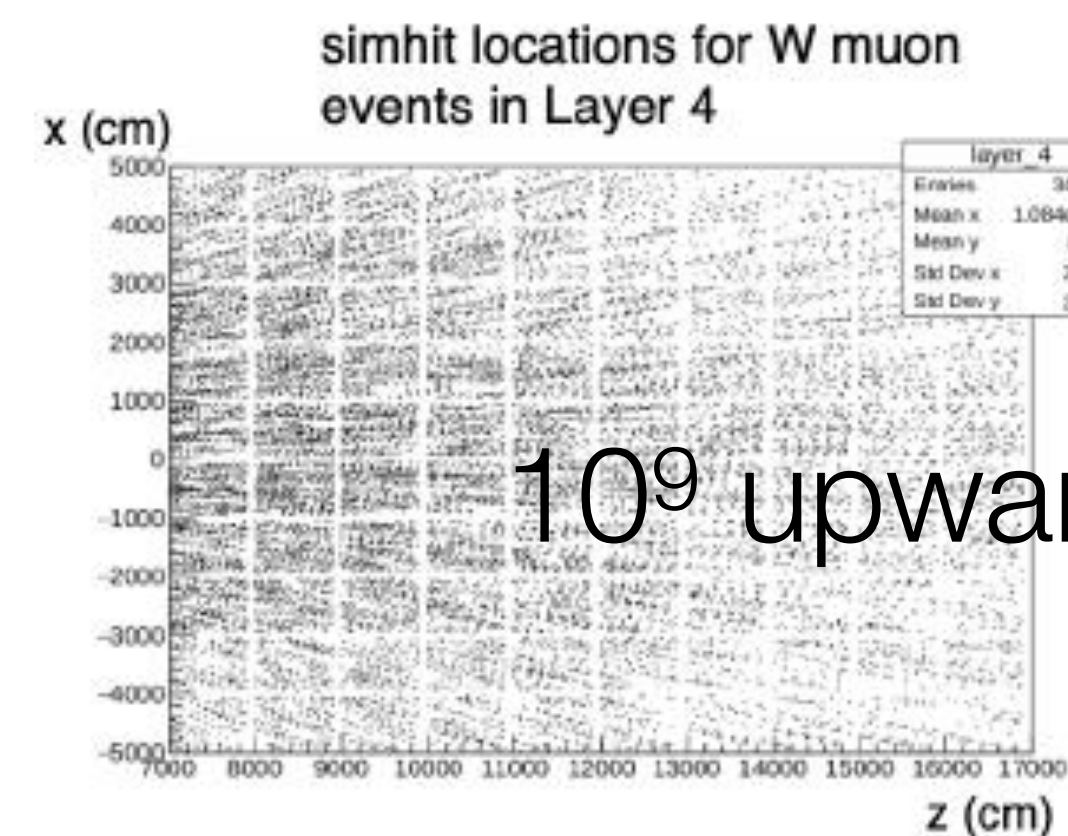 simhit locations for W muon
events in Layer 4
x (cm)
layer_4
Entries
Mean x 1.084
Mean y
Std Dev x
Std Dev y
5000
4000
3000
2000
1000
0
-1000
-2000
-3000
-4000
-5000
10⁹ upwar
7000 8000 9000 10000 11000 12000 13000 14000 15000 16000 17000
z (cm)